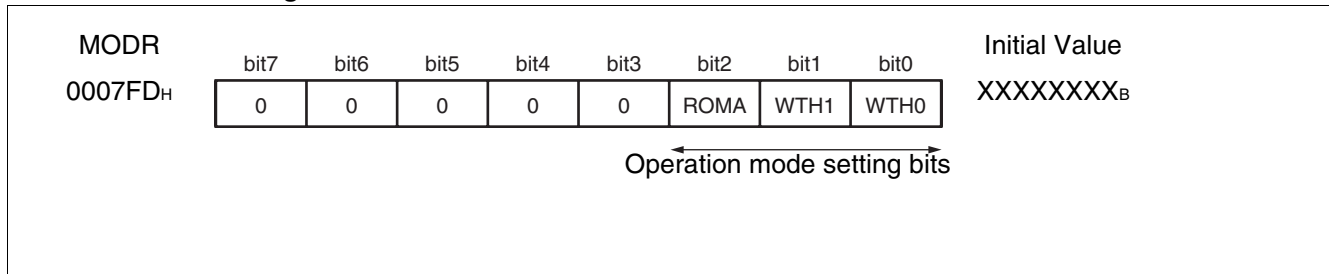 MODR
bit7 bit6 bit5 bit4 bit3 bit2 bit1 bit0
Initial Value
0007FDH
0 0 0 0 0 ROMA WTH1 WTH0
XXXXXXXXB
Operation mode setting bits